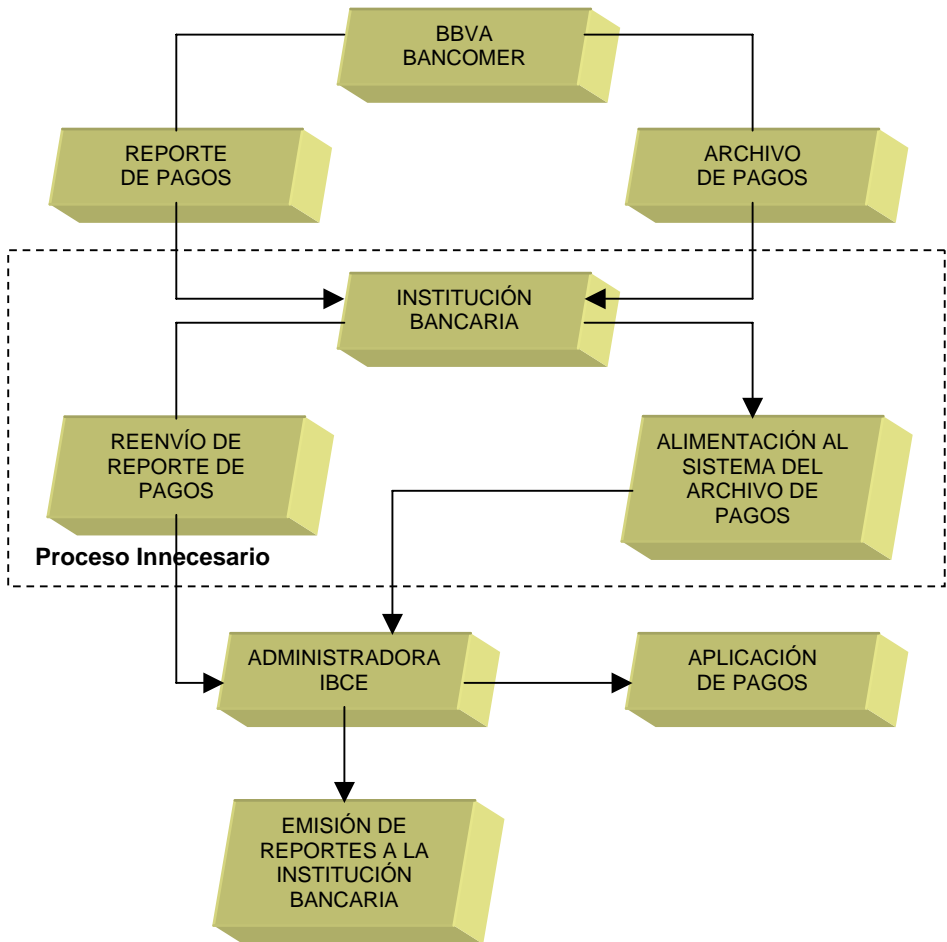 BBVA
BANCOMER
REPORTE
DE PAGOS
ARCHIVO
DE PAGOS
INSTITUCIÓN
BANCARIA
REENVÍO DE
REPORTE DE
PAGOS
ALIMENTACIÓN AL
SISTEMA DEL
ARCHIVO DE
PAGOS
Proceso Innecesario
ADMINISTRADORA
IBCE
APLICACIÓN
DE PAGOS
EMISIÓN DE
REPORTES A LA
INSTITUCIÓN
BANCARIA